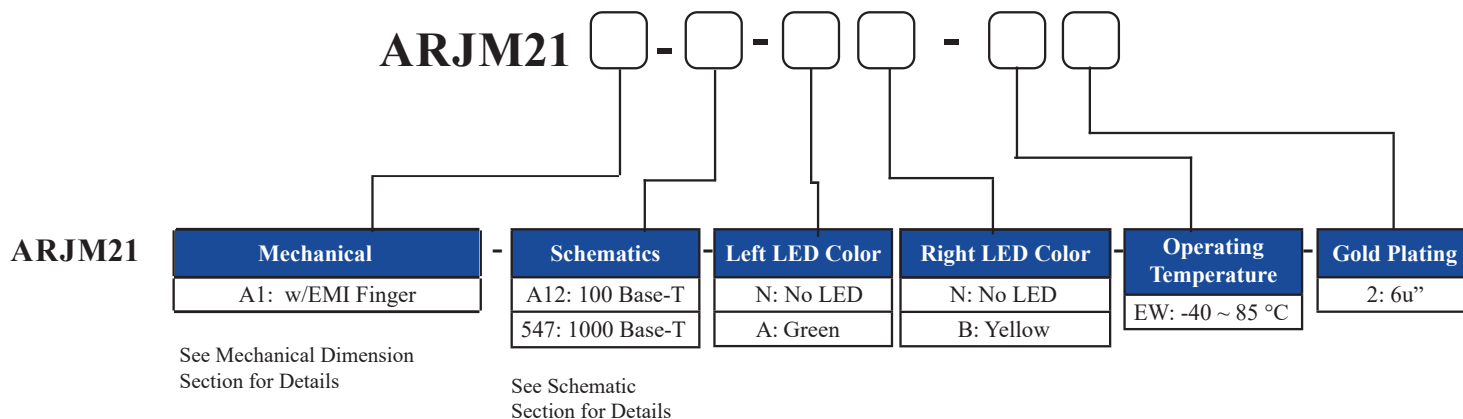 ARJM21 - - -
ARJM21 - - - -
Mechanical
A1: w/EMI Finger
See Mechanical Dimension
Section for Details
Schematics
A12: 100 Base-T
547: 1000 Base-T
See Schematic
Section for Details
Left LED Color
N: No LED
A: Green
Right LED Color
N: No LED
B: Yellow
Operating
Temperature
EW: -40 ~ 85 °C
Gold Plating
2: 6u”